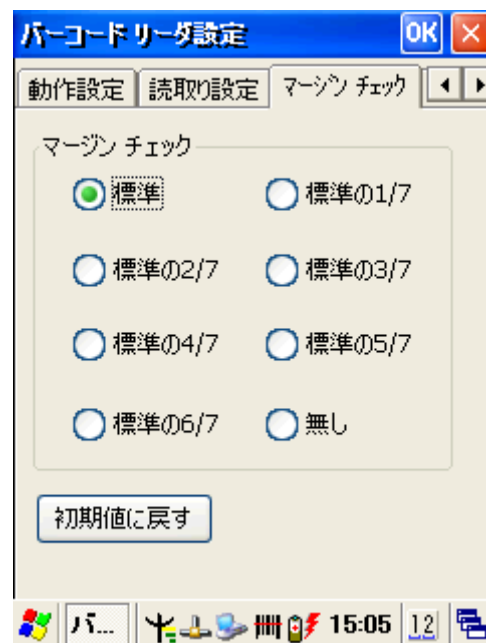 バーコード リーダ設定 OK
動作設定 読取り設定 マージン チェック
マージン チェック
標準 標準の1/7
標準の2/7 標準の3/7
標準の4/7 標準の5/7
標準の6/7 無し
初期値に戻す
バ... 15:05 12